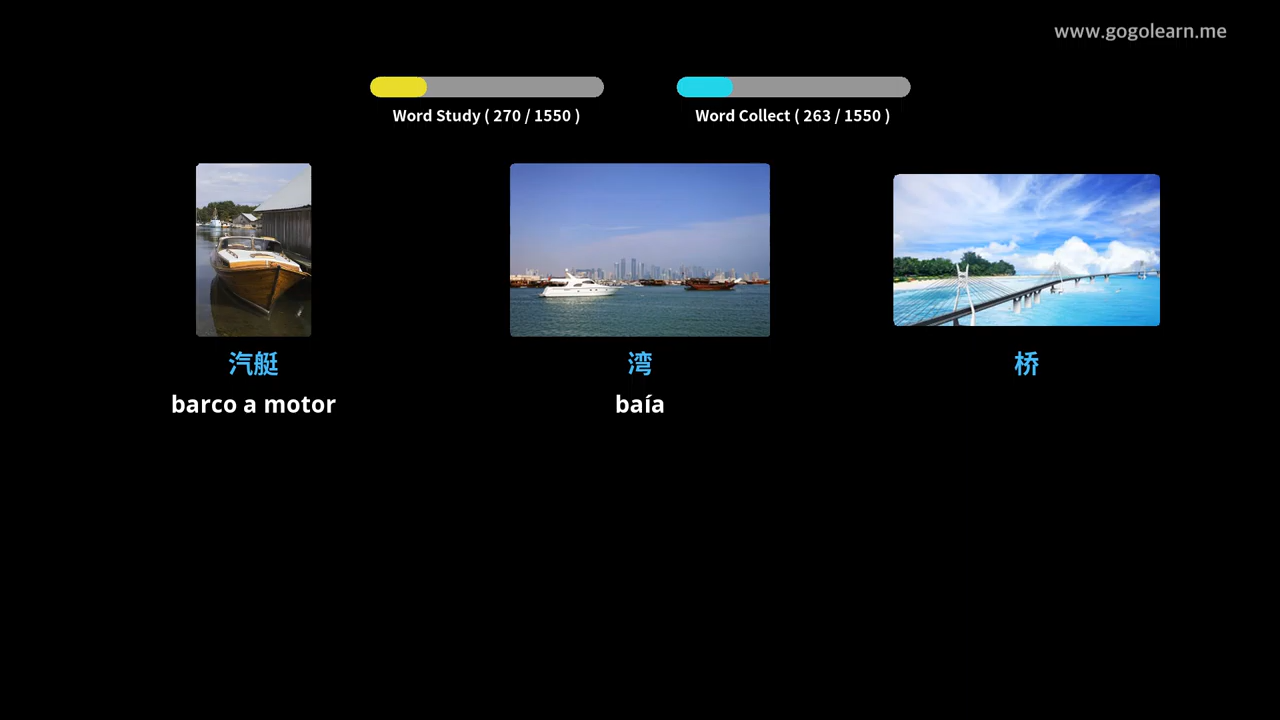 www.gogolearn.me
Word Study ( 270 / 1550 )
Word Collect ( 263 / 1550 )
汽艇
湾
桥
barco a motor
baía